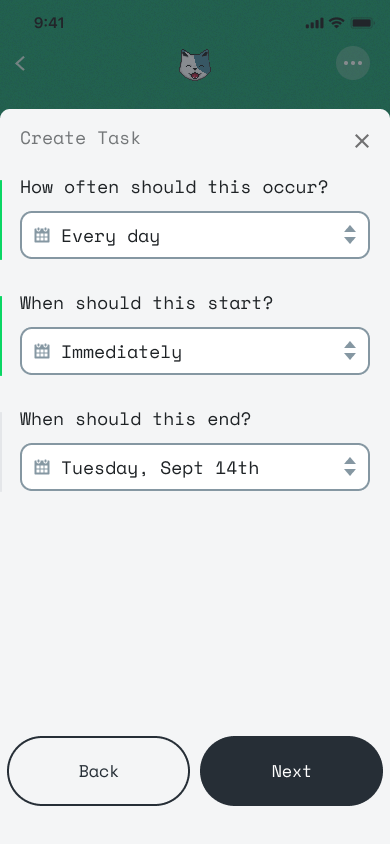 9:41
Create Task
How often should this occur?
Every day
When should this start?
Immediately
When should this end?
Tuesday, Sept 14th
Back
Next